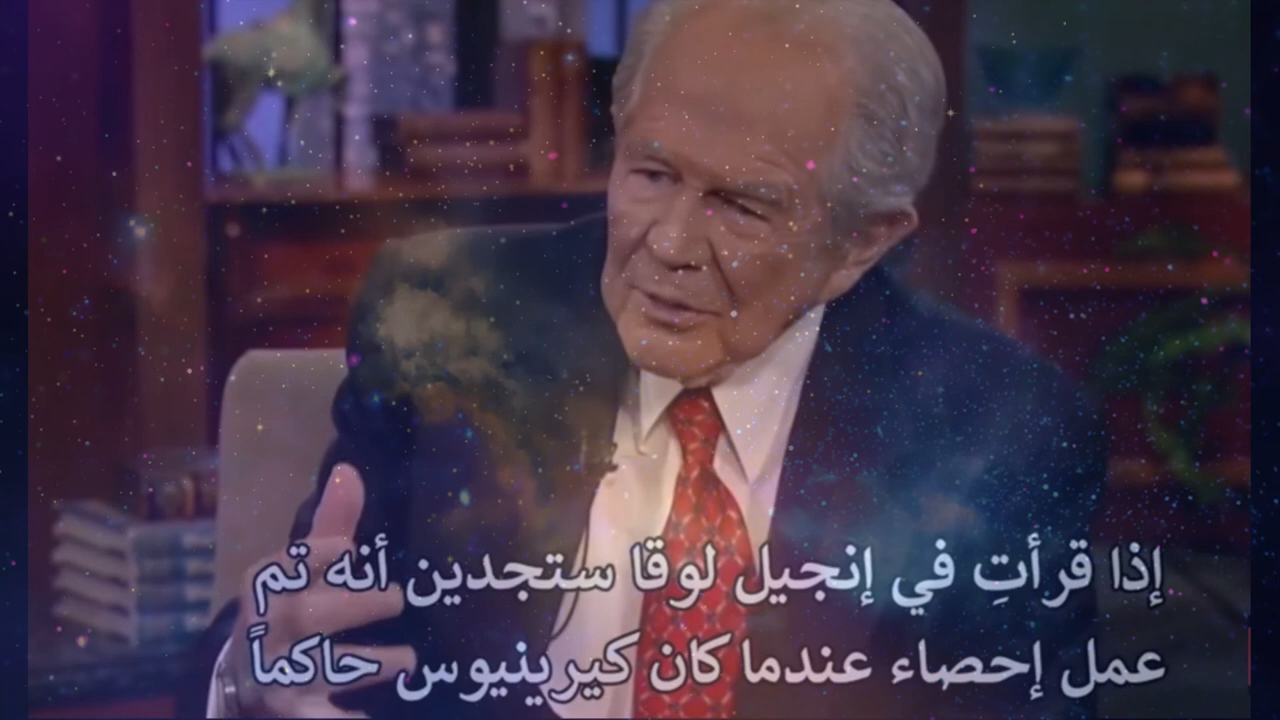 إذا قرأتِ في إنجيل لوقا ستجدين أنه تم
عمل إحصاء عندما كان كيرينيوس حاكماً